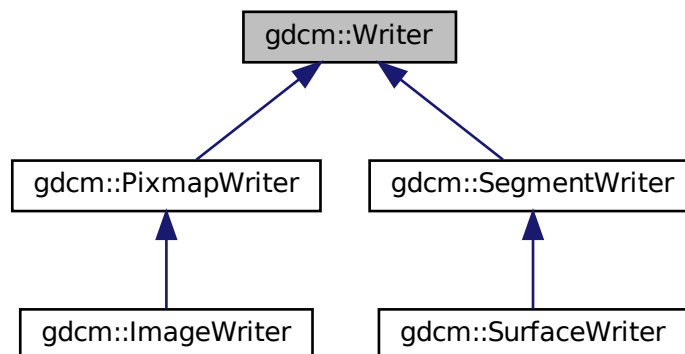 gdcm::Writer
gdcm::PixmapWriter
gdcm::SegmentWriter
gdcm::ImageWriter
gdcm::SurfaceWriter